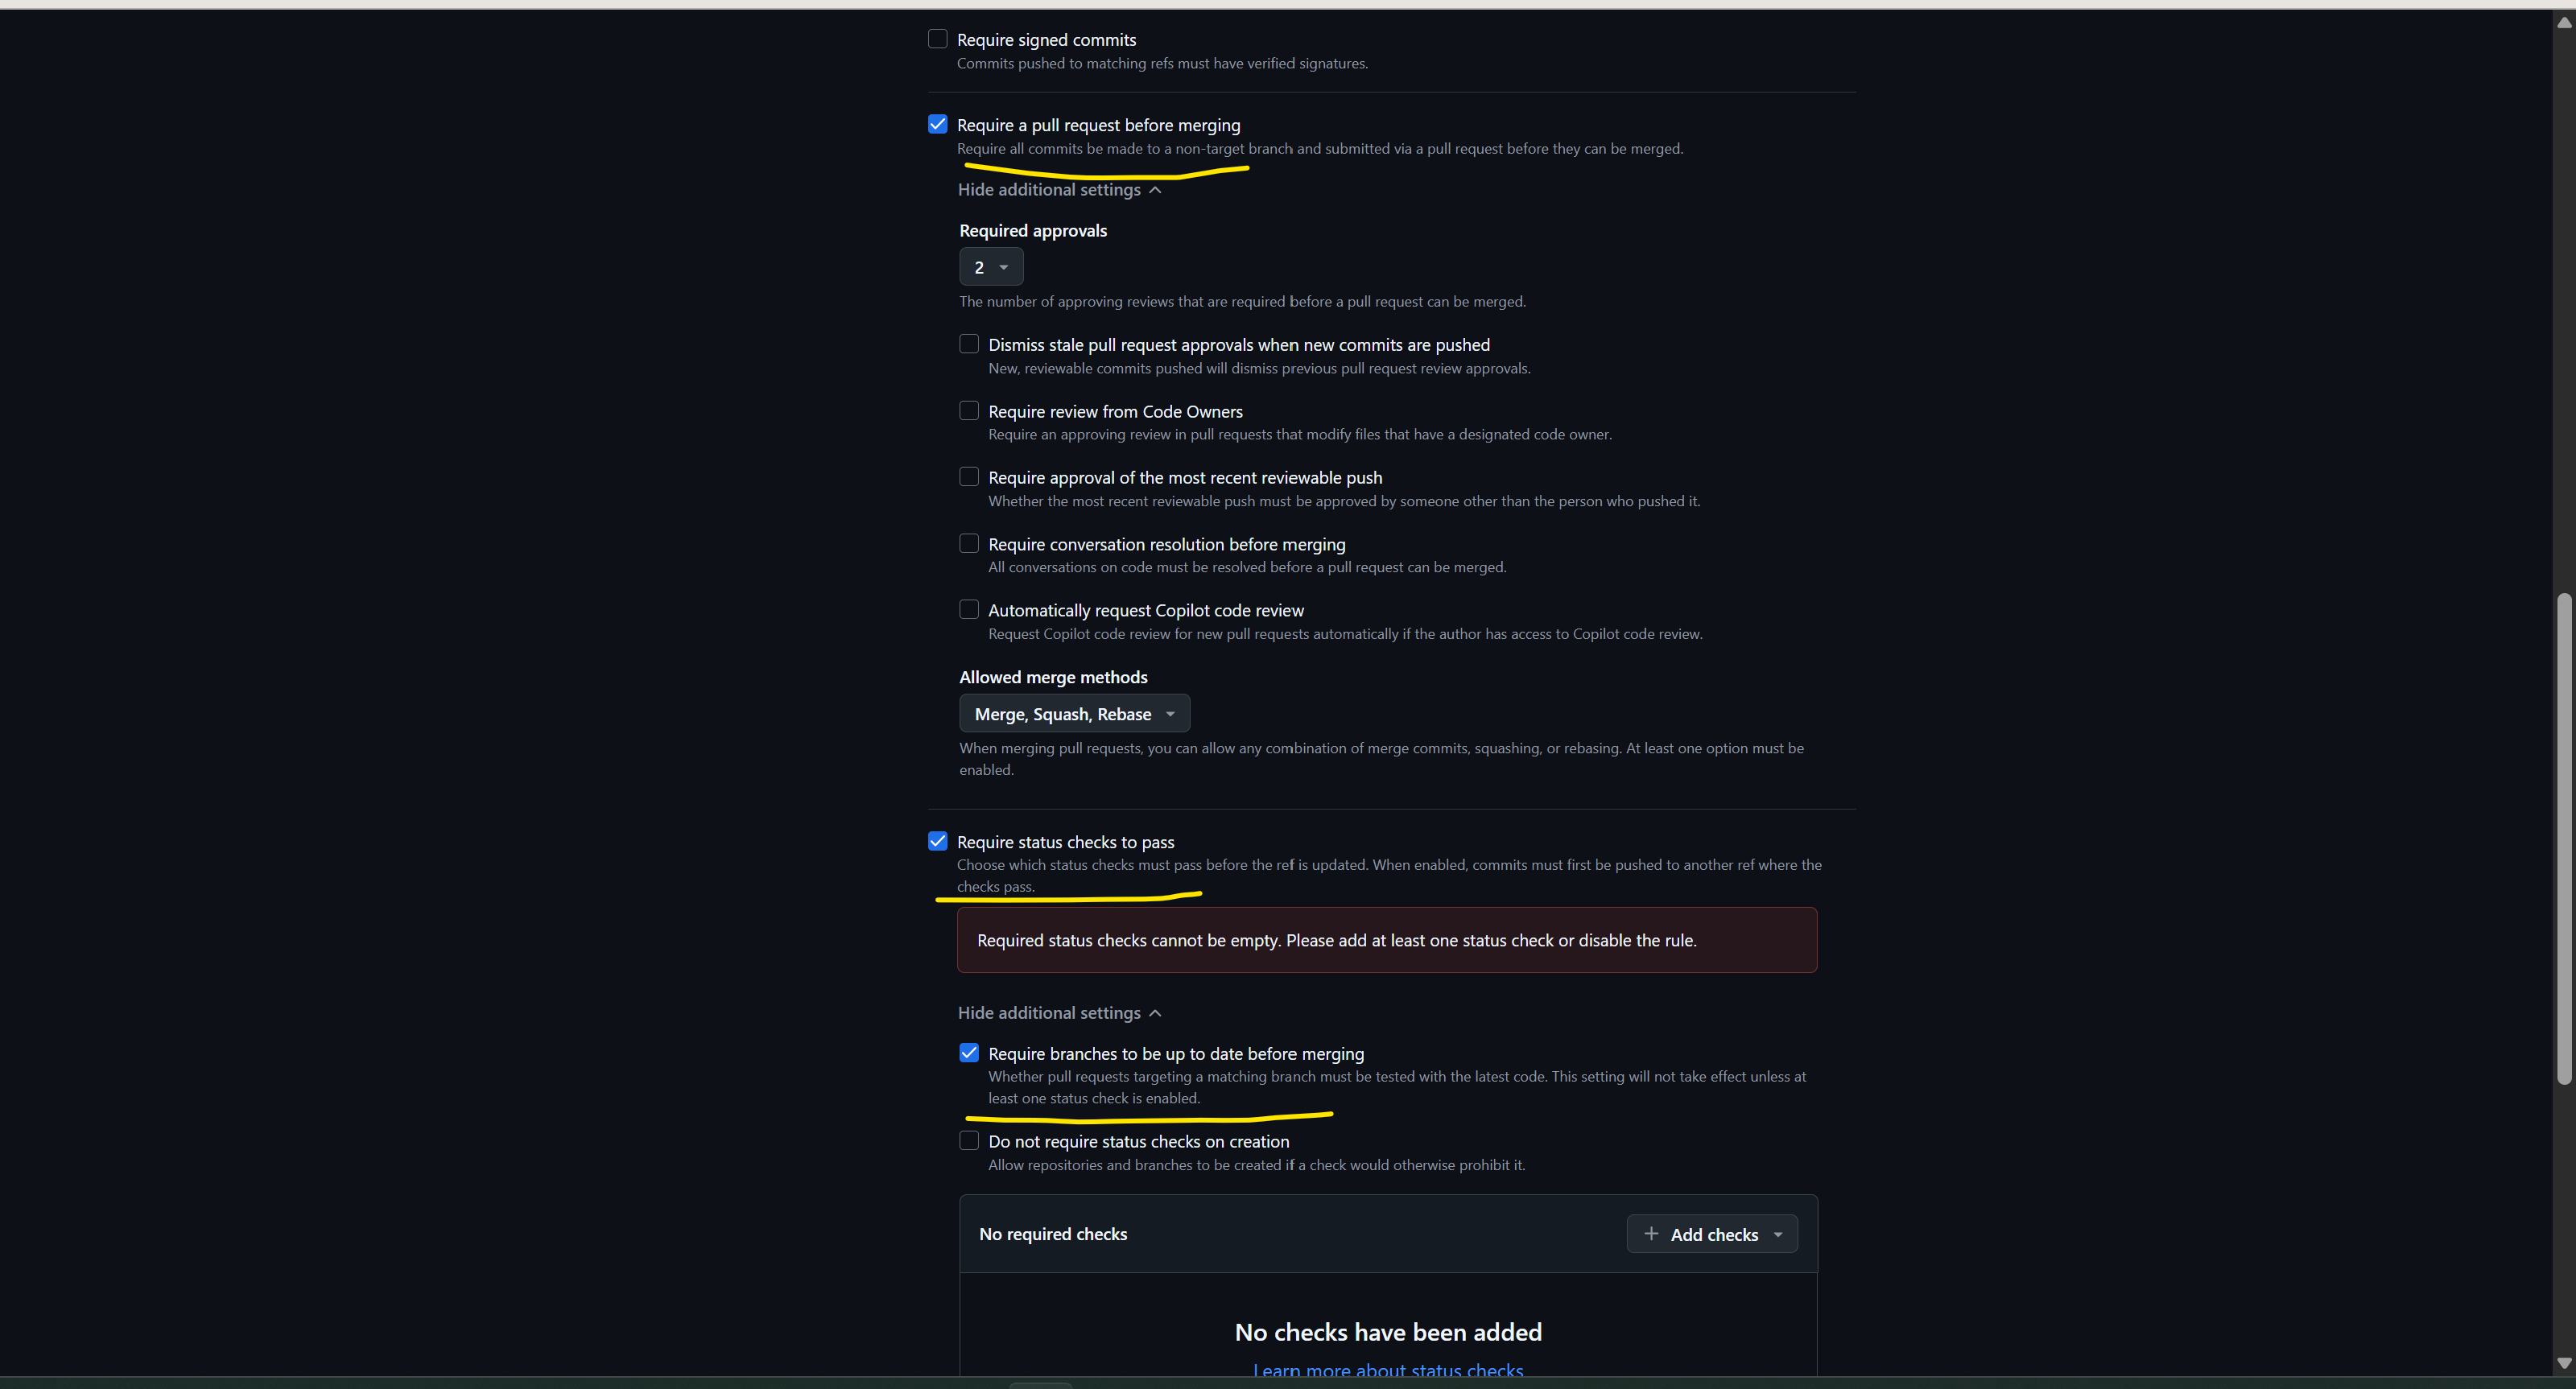 Require signed commits
Commits pushed to matching refs must have verified signatures.
Require a pull request before merging
Require all commits be made to a non-target branch and submitted via a pull request before they can be merged.
Hide additional settings
Required approvals
2
The number of approving reviews that are required before a pull request can be merged.
Dismiss stale pull request approvals when new commits are pushed
New, reviewable commits pushed will dismiss previous pull request review approvals.
Require review from Code Owners
Require an approving review in pull requests that modify files that have a designated code owner.
Require approval of the most recent reviewable push
Whether the most recent reviewable push must be approved by someone other than the person who pushed it.
Require conversation resolution before merging
All conversations on code must be resolved before a pull request can be merged.
Automatically request Copilot code review
Request Copilot code review for new pull requests automatically if the author has access to Copilot code review.
Allowed merge methods
Merge, Squash, Rebase
When merging pull requests, you can allow any combination of merge commits, squashing, or rebasing. At least one option must be
enabled.
Require status checks to pass
Choose which status checks must pass before the ref is updated. When enabled, commits must first be pushed to another ref where the
checks pass.
Required status checks cannot be empty. Please add at least one status check or disable the rule.
Hide additional settings
Require branches to be up to date before merging
Whether pull requests targeting a matching branch must be tested with the latest code. This setting will not take effect unless at
least one status check is enabled.
Do not require status checks on creation
Allow repositories and branches to be created if a check would otherwise prohibit it.
No required checks
Add checks
No checks have been added
Learn more about status checks